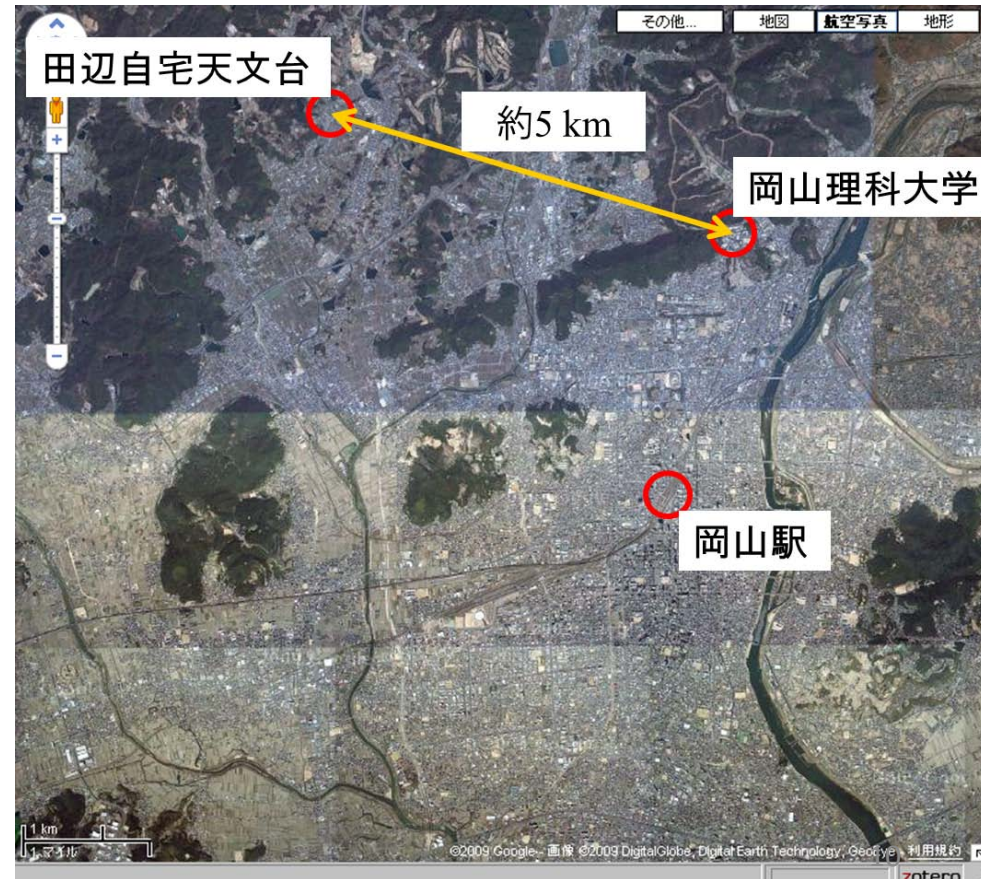 その他...
地図
航空写真
地形
田辺自宅天文台
約5 km
岡山理科大学
岡山駅
1 km
1 マイル
©2009 Google - 画像 ©2009 DigitalGlobe, Digital Earth Technology, GeoEye
利用規約
zotero